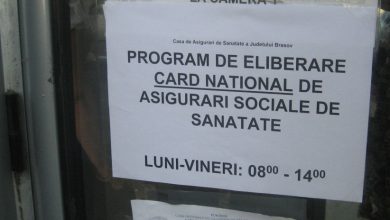 LA CAMERA 1
Casa de Asigurari de Sanatate a Judetului Brasov
PROGRAM DE ELIBERARE
CARD NATIONAL DE
ASIGURARI SOCIALE DE
SANATATE
LUNI-VINERI: 08⁰⁰ - 14⁰⁰